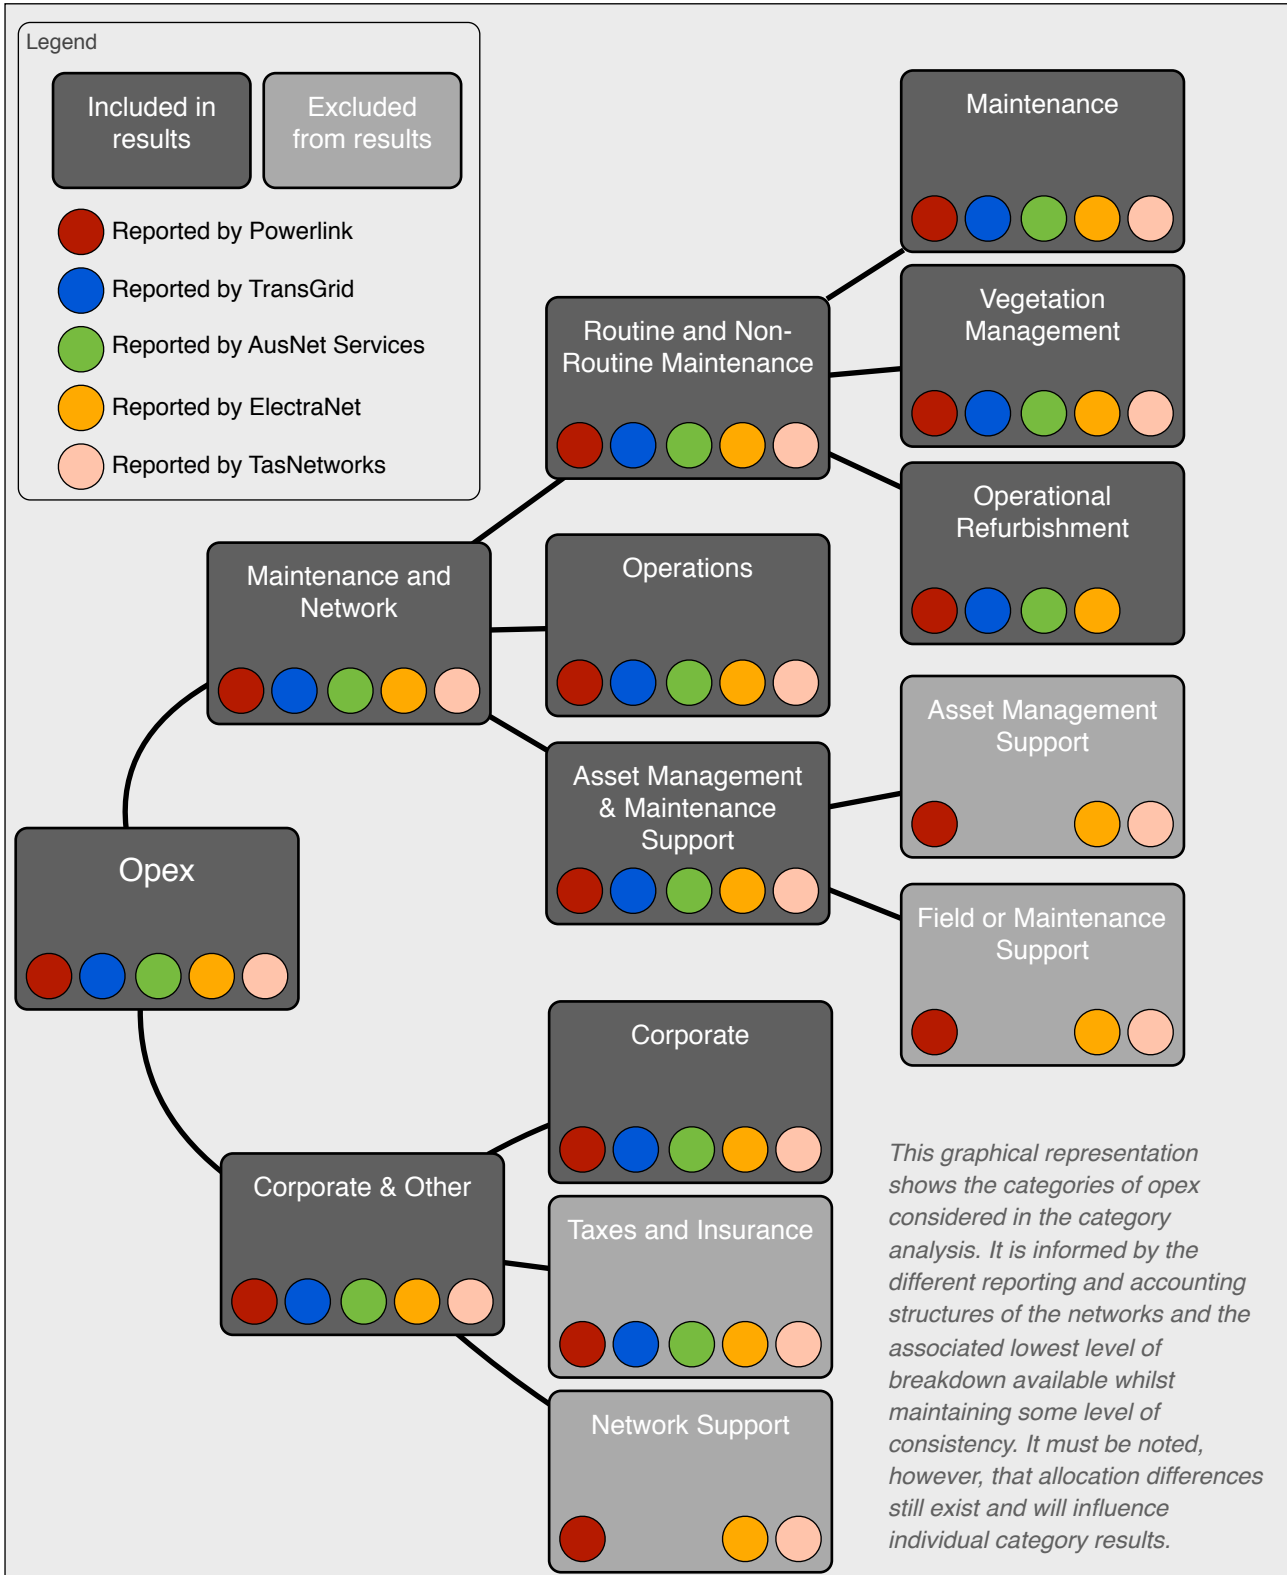 Legend
Included in
results
Excluded
from results
Reported by Powerlink
Reported by TransGrid
Reported by AusNet Services
Reported by ElectraNet
Reported by TasNetworks
Maintenance
Vegetation
Management
Routine and Non-
Routine Maintenance
Operational
Refurbishment
Maintenance and
Network
Operations
Asset Management
Support
Asset Management
& Maintenance
Support
Opex
Field or Maintenance
Support
Corporate
Corporate & Other
Taxes and Insurance
Network Support
This graphical representation
shows the categories of opex
considered in the category
analysis. It is informed by the
different reporting and accounting
structures of the networks and the
associated lowest level of
breakdown available whilst
maintaining some level of
consistency. It must be noted,
however, that allocation differences
still exist and will influence
individual category results.